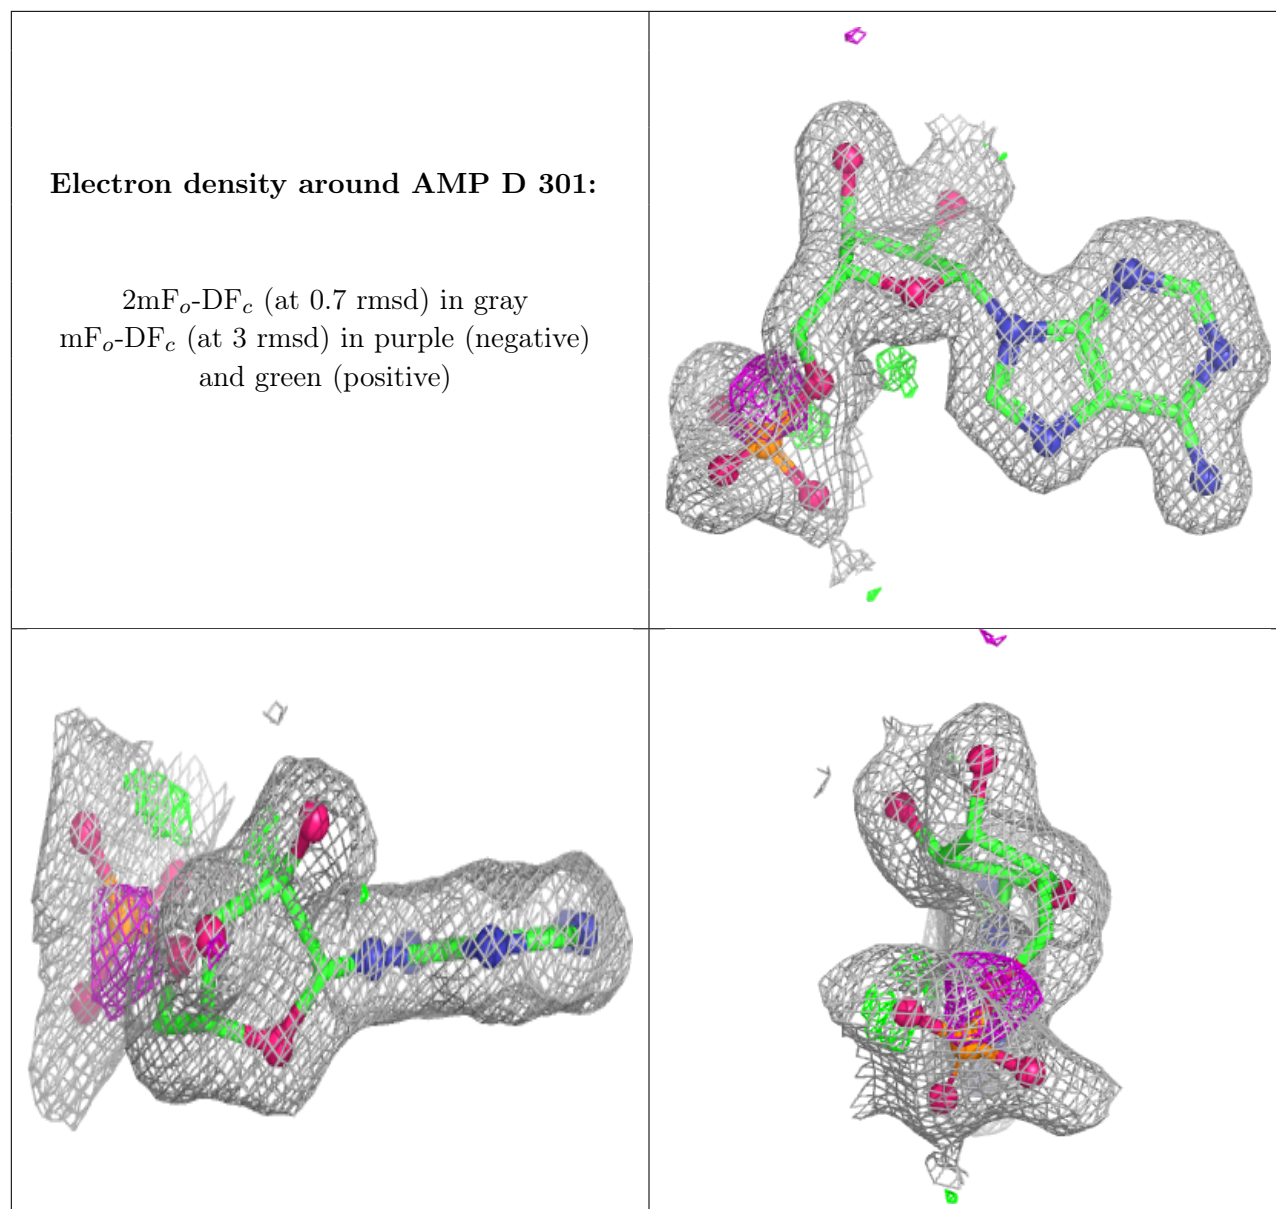 Electron density around AMP D 301:
2mFo-DFc (at 0.7 rmsd) in gray
mFo-DFc (at 3 rmsd) in purple (negative)
and green (positive)